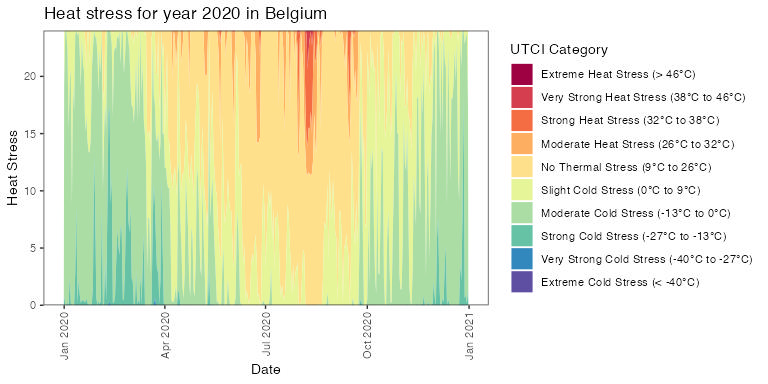 Heat stress for year 2020 in Belgium
Heat Stress
20
15
10
5
0
Jan 2020
Apr 2020
Jul 2020
Oct 2020
Jan 2021
Date
UTCI Category
Extreme Heat Stress (> 46°C)
Very Strong Heat Stress (38°C to 46°C)
Strong Heat Stress (32°C to 38°C)
Moderate Heat Stress (26°C to 32°C)
No Thermal Stress (9°C to 26°C)
Slight Cold Stress (0°C to 9°C)
Moderate Cold Stress (-13°C to 0°C)
Strong Cold Stress (-27°C to -13°C)
Very Strong Cold Stress (-40°C to -27°C)
Extreme Cold Stress (< -40°C)